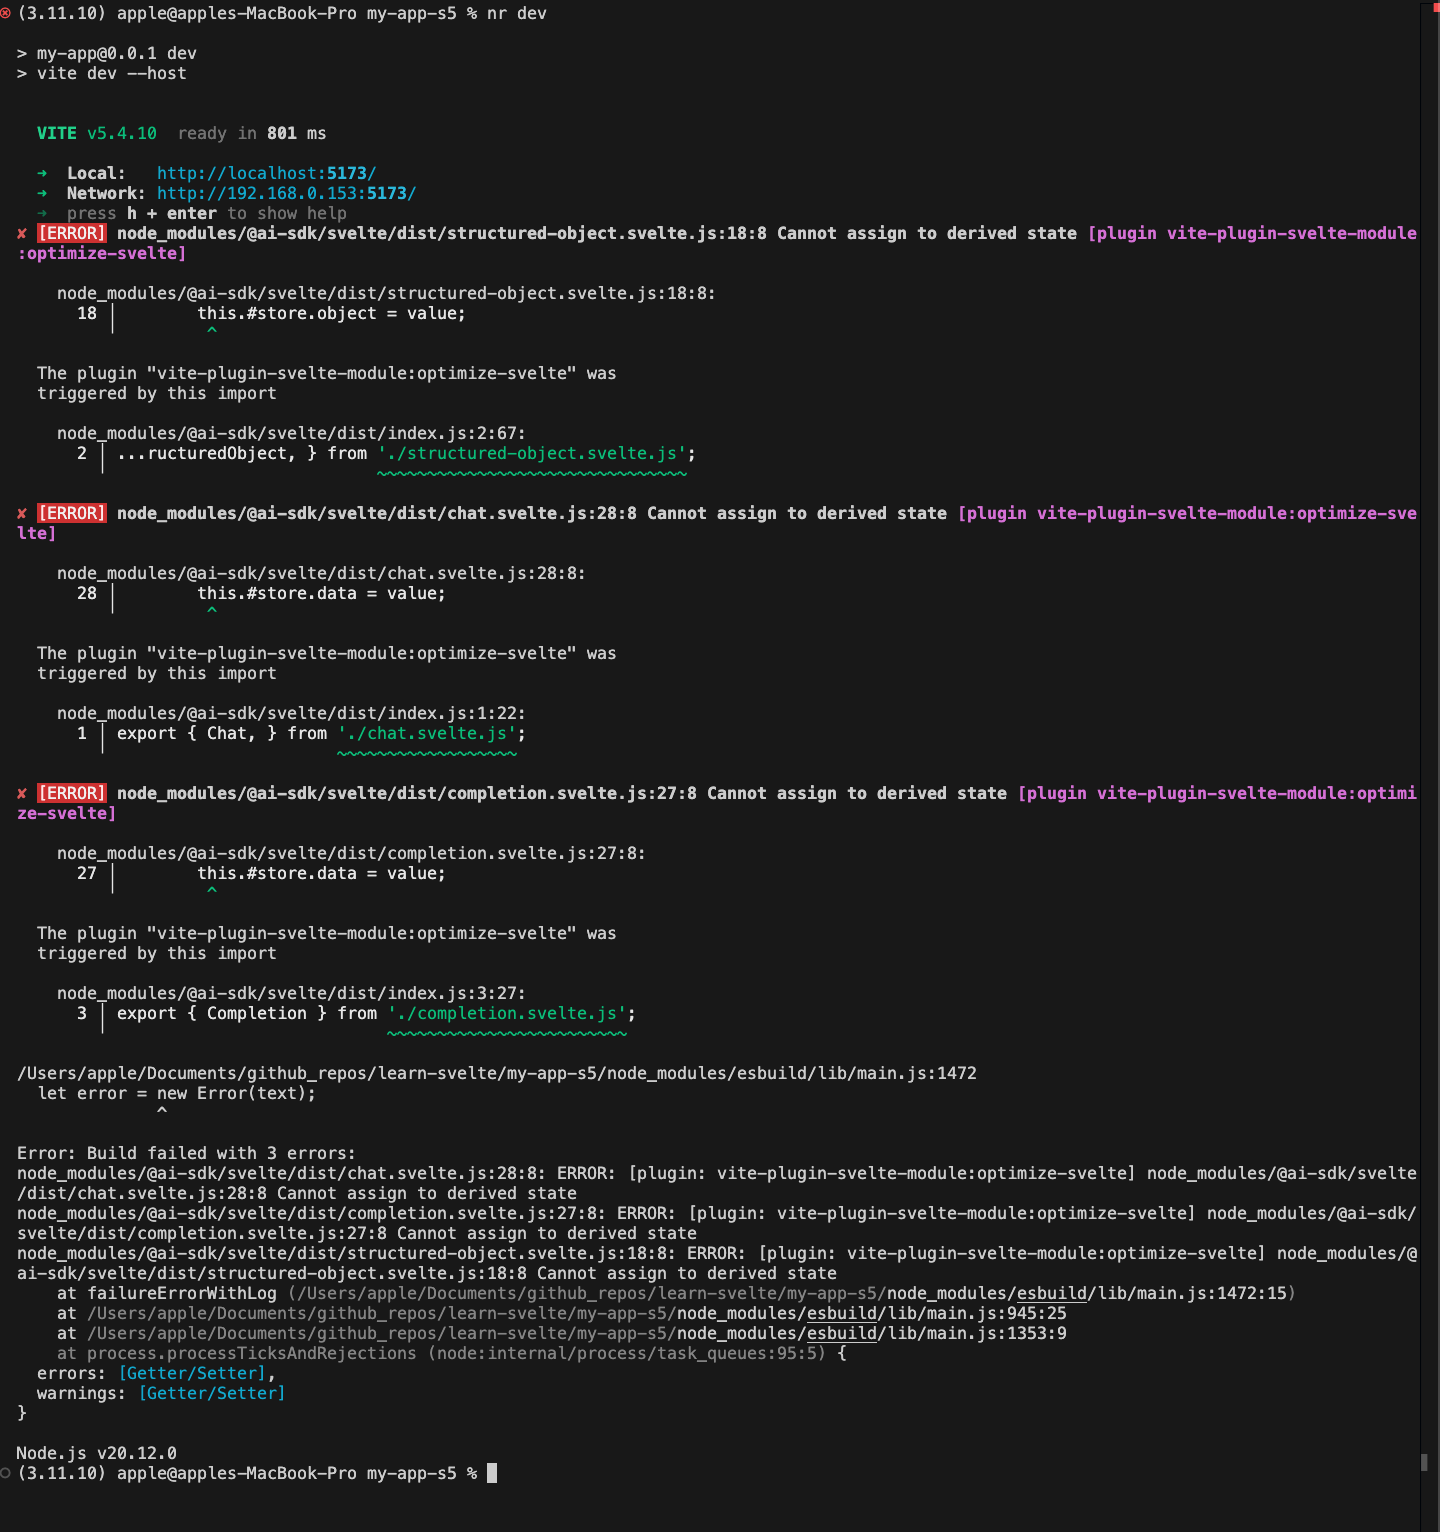 (3.11.10) apple@apples-MacBook-Pro my-app-s5 % nr dev
> my-app@0.0.1 dev
> vite dev --host
VITE v5.4.10  ready in 801 ms
➜  Local:   http://localhost:5173/
➜  Network: http://192.168.0.153:5173/
➜  press h + enter to show help
✘ [ERROR] node_modules/@ai-sdk/svelte/dist/structured-object.svelte.js:18:8 Cannot assign to derived state [plugin vite-plugin-svelte-module
:optimize-svelte]
node_modules/@ai-sdk/svelte/dist/structured-object.svelte.js:18:8:
18 │        this.#store.object = value;
^
The plugin "vite-plugin-svelte-module:optimize-svelte" was
triggered by this import
node_modules/@ai-sdk/svelte/dist/index.js:2:67:
2 │ ...ructuredObject, } from './structured-object.svelte.js';
~~~~~~~~~~~~~~~~~~~~~~~~~~~~~~~
✘ [ERROR] node_modules/@ai-sdk/svelte/dist/chat.svelte.js:28:8 Cannot assign to derived state [plugin vite-plugin-svelte-module:optimize-sve
lte]
node_modules/@ai-sdk/svelte/dist/chat.svelte.js:28:8:
28 │        this.#store.data = value;
^
The plugin "vite-plugin-svelte-module:optimize-svelte" was
triggered by this import
node_modules/@ai-sdk/svelte/dist/index.js:1:22:
1 │ export { Chat, } from './chat.svelte.js';
~~~~~~~~~~~~~~~~~~
✘ [ERROR] node_modules/@ai-sdk/svelte/dist/completion.svelte.js:27:8 Cannot assign to derived state [plugin vite-plugin-svelte-module:optimi
ze-svelte]
node_modules/@ai-sdk/svelte/dist/completion.svelte.js:27:8:
27 │        this.#store.data = value;
^
The plugin "vite-plugin-svelte-module:optimize-svelte" was
triggered by this import
node_modules/@ai-sdk/svelte/dist/index.js:3:27:
3 │ export { Completion } from './completion.svelte.js';
~~~~~~~~~~~~~~~~~~~~~~~~
/Users/apple/Documents/github_repos/learn-svelte/my-app-s5/node_modules/esbuild/lib/main.js:1472
let error = new Error(text);
^
Error: Build failed with 3 errors:
node_modules/@ai-sdk/svelte/dist/chat.svelte.js:28:8: ERROR: [plugin: vite-plugin-svelte-module:optimize-svelte] node_modules/@ai-sdk/svelte
/dist/chat.svelte.js:28:8 Cannot assign to derived state
node_modules/@ai-sdk/svelte/dist/completion.svelte.js:27:8: ERROR: [plugin: vite-plugin-svelte-module:optimize-svelte] node_modules/@ai-sdk/
svelte/dist/completion.svelte.js:27:8 Cannot assign to derived state
node_modules/@ai-sdk/svelte/dist/structured-object.svelte.js:18:8: ERROR: [plugin: vite-plugin-svelte-module:optimize-svelte] node_modules/@
ai-sdk/svelte/dist/structured-object.svelte.js:18:8 Cannot assign to derived state
at failureErrorWithLog (/Users/apple/Documents/github_repos/learn-svelte/my-app-s5/node_modules/esbuild/lib/main.js:1472:15)
at /Users/apple/Documents/github_repos/learn-svelte/my-app-s5/node_modules/esbuild/lib/main.js:945:25
at /Users/apple/Documents/github_repos/learn-svelte/my-app-s5/node_modules/esbuild/lib/main.js:1353:9
at process.processTicksAndRejections (node:internal/process/task_queues:95:5) {
errors: [Getter/Setter],
warnings: [Getter/Setter]
}
Node.js v20.12.0
(3.11.10) apple@apples-MacBook-Pro my-app-s5 %